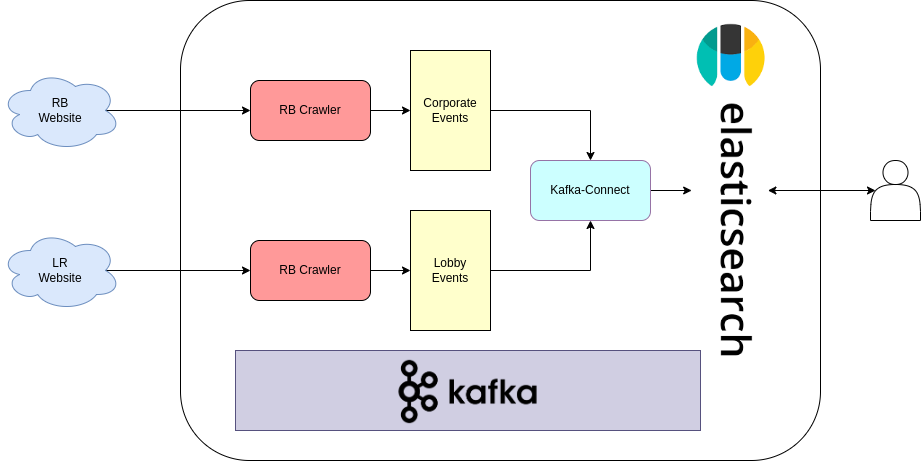 RB
Website
RB Crawler
Corporate
Events
Kafka-Connect
elasticsearch
LR
Website
RB Crawler
Lobby
Events
kafka